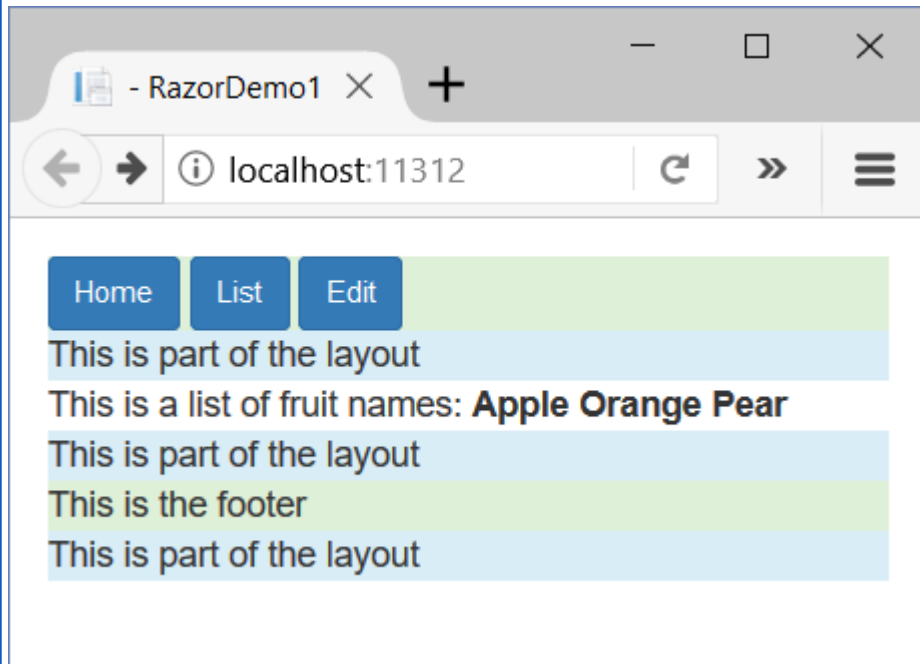 - RazorDemo1
localhost:11312
Home List Edit
This is part of the layout
This is a list of fruit names: Apple Orange Pear
This is part of the layout
This is the footer
This is part of the layout